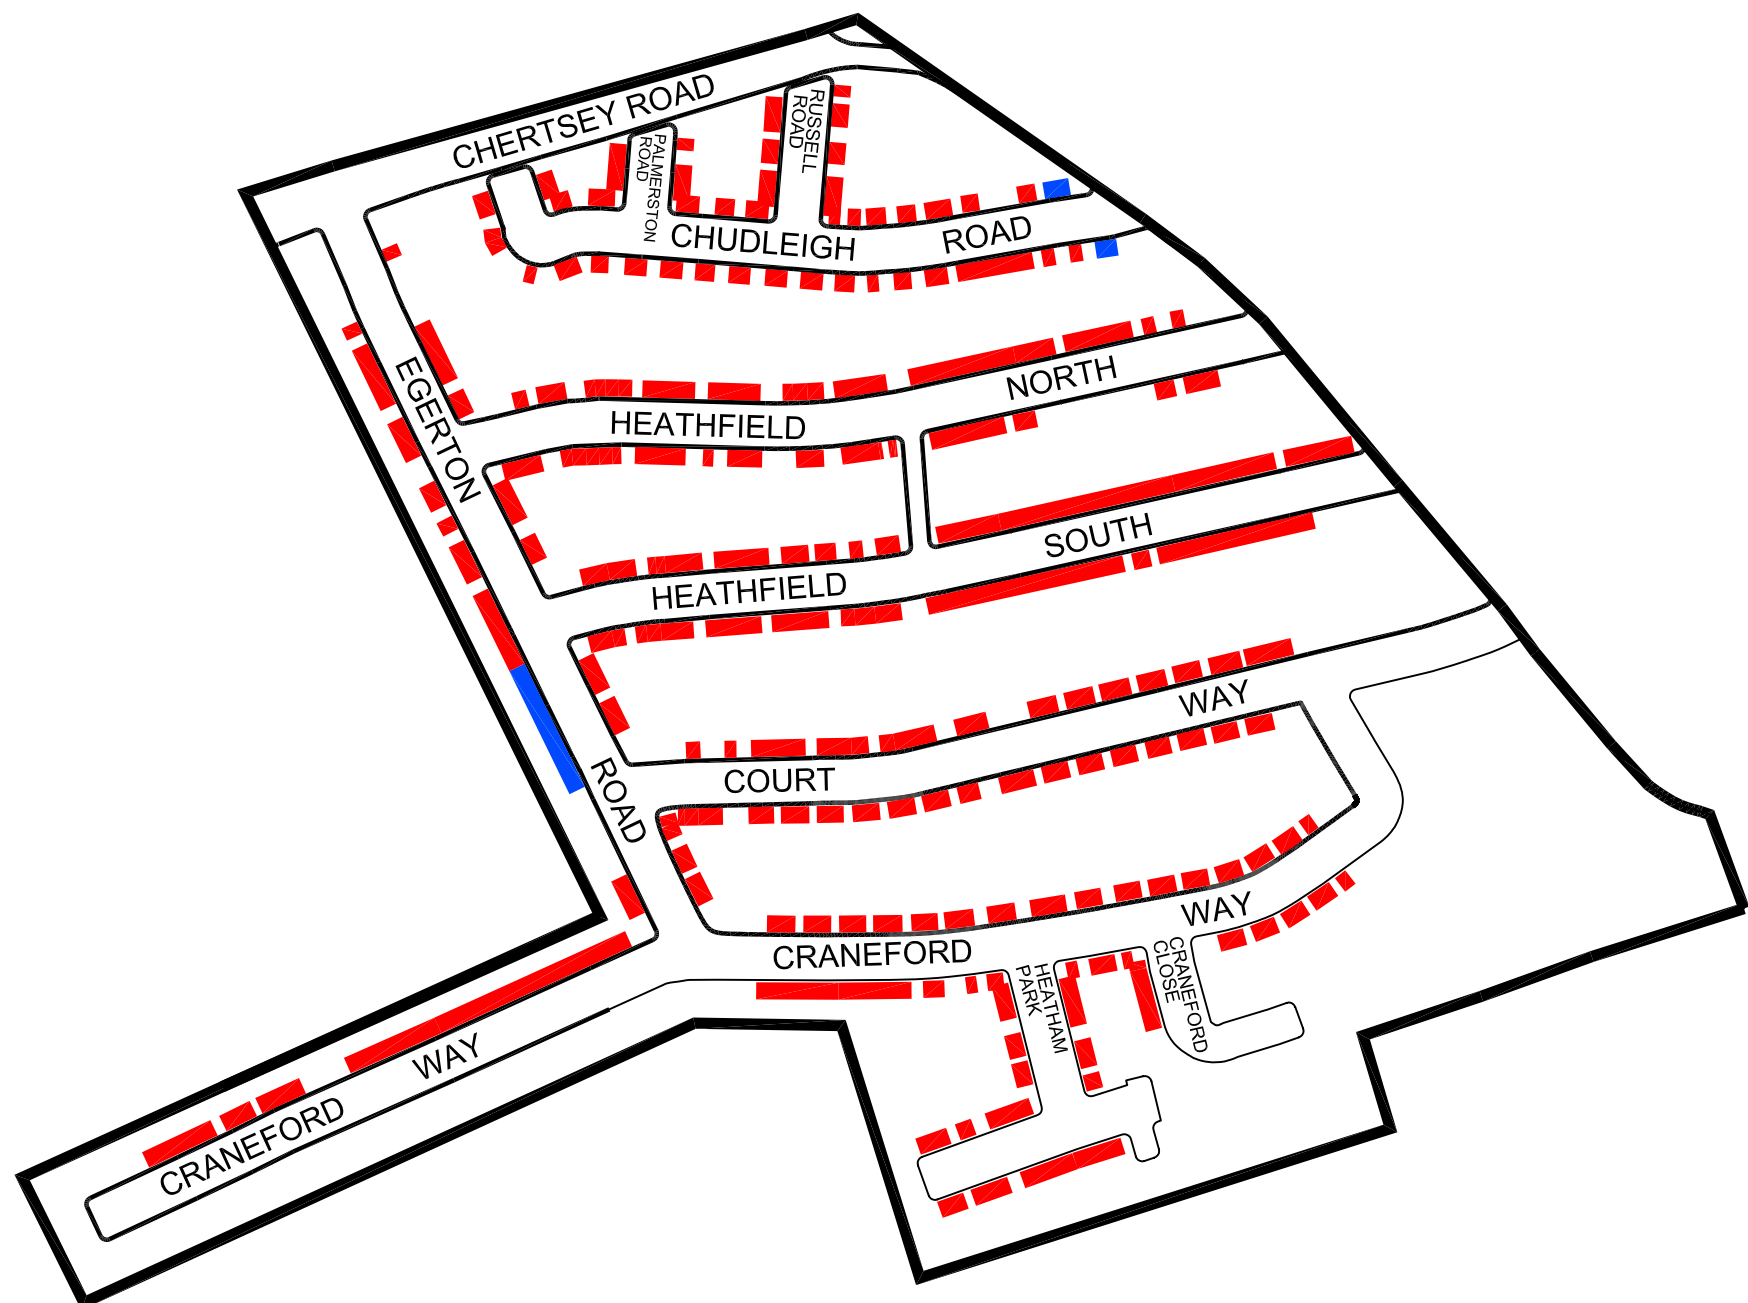 CHERTSEY ROAD
RUSSELL
ROAD
PALMERSTON
ROAD
CHUDLEIGH
ROAD
EGERTON
ROAD
HEATHFIELD
NORTH
HEATHFIELD
SOUTH
COURT
WAY
CRANEFORD
WAY
CRANEFORD
CLOSE
HEATHAM
PARK
CRANEFORD
WAY